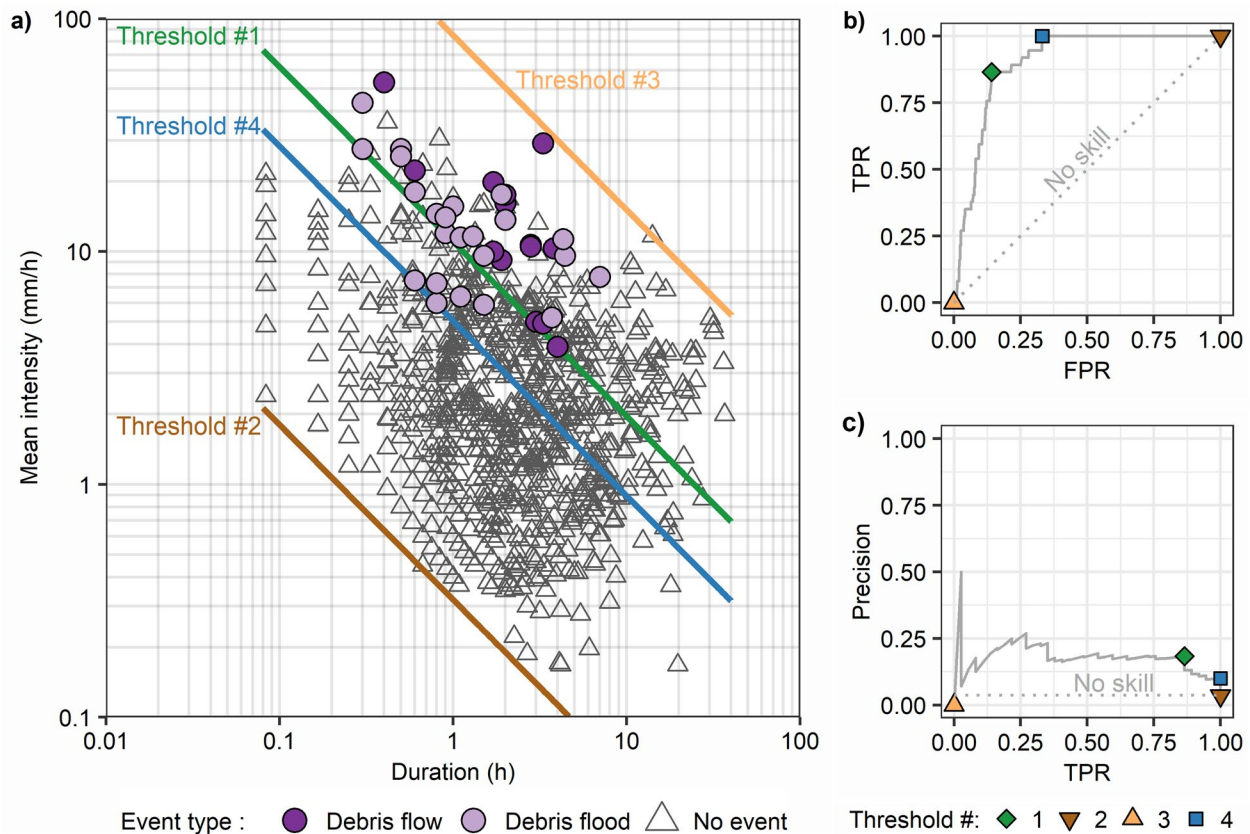 a)
100
10
1
0.1
Mean intensity (mm/h)
0.01
0.1
1
10
100
Duration (h)
Threshold #1
Threshold #4
Threshold #2
Threshold #3
Event type :
Debris flow
Debris flood
No event
b)
1.00
0.75
0.50
0.25
0.00
TPR
No skill
0.00
0.25
0.50
0.75
1.00
FPR
c)
1.00
0.75
0.50
0.25
0.00
Precision
No skill
0.00
0.25
0.50
0.75
1.00
TPR
Threshold #:
1
2
3
4